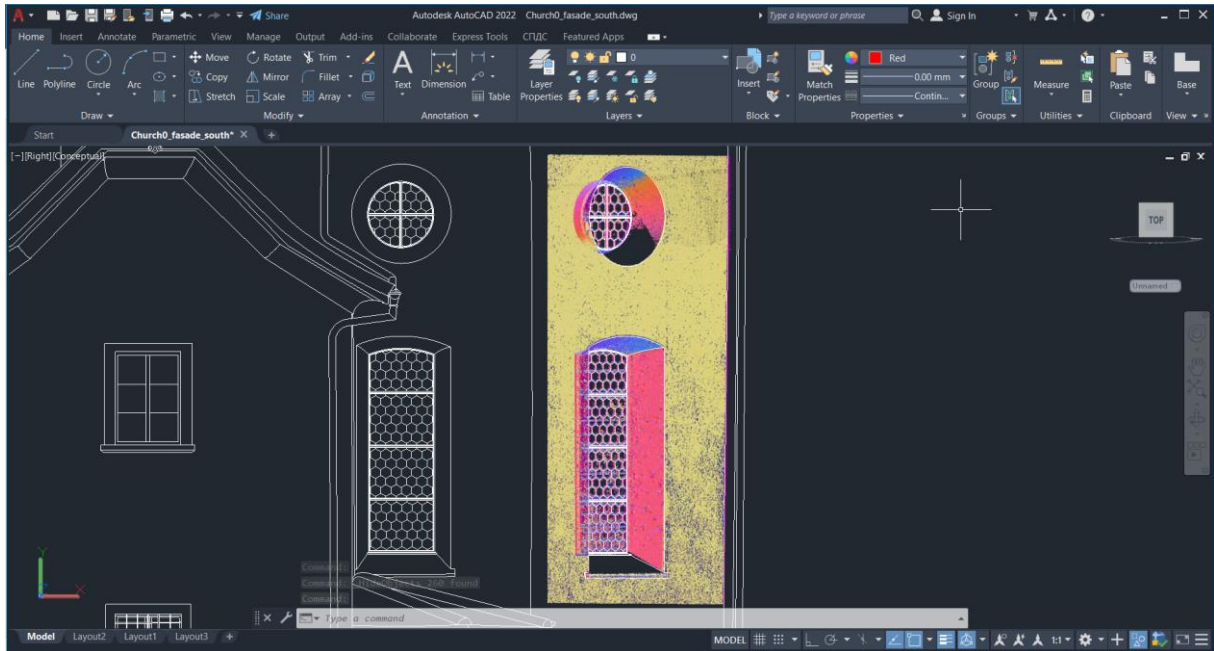 Share
Autodesk AutoCAD 2022 Church0_fasade_south.dwg
Type a keyword or phrase
Sign In
Home Insert Annotate Parametric View Manage Output Add-ins Collaborate Express Tools СПДС Featured Apps
Line Polyline Circle Arc
Move Rotate Trim
Copy Mirror Fillet
Stretch Scale Array
Text Dimension
Table
Layer Properties
0
Insert
Match Properties
Red
0.00 mm
Contin...
Group
Measure
Paste
Base
Draw Modify Annotation Layers Block Properties Groups Utilities Clipboard View
Start Church0_fasade_south*
[-][Right][Conceptual]
TOP
Unnamed
Y
X
Command:
Command: _HideObjects 260 found
Command:
Type a command
Model Layout2 Layout1 Layout3 +
MODEL 1:1